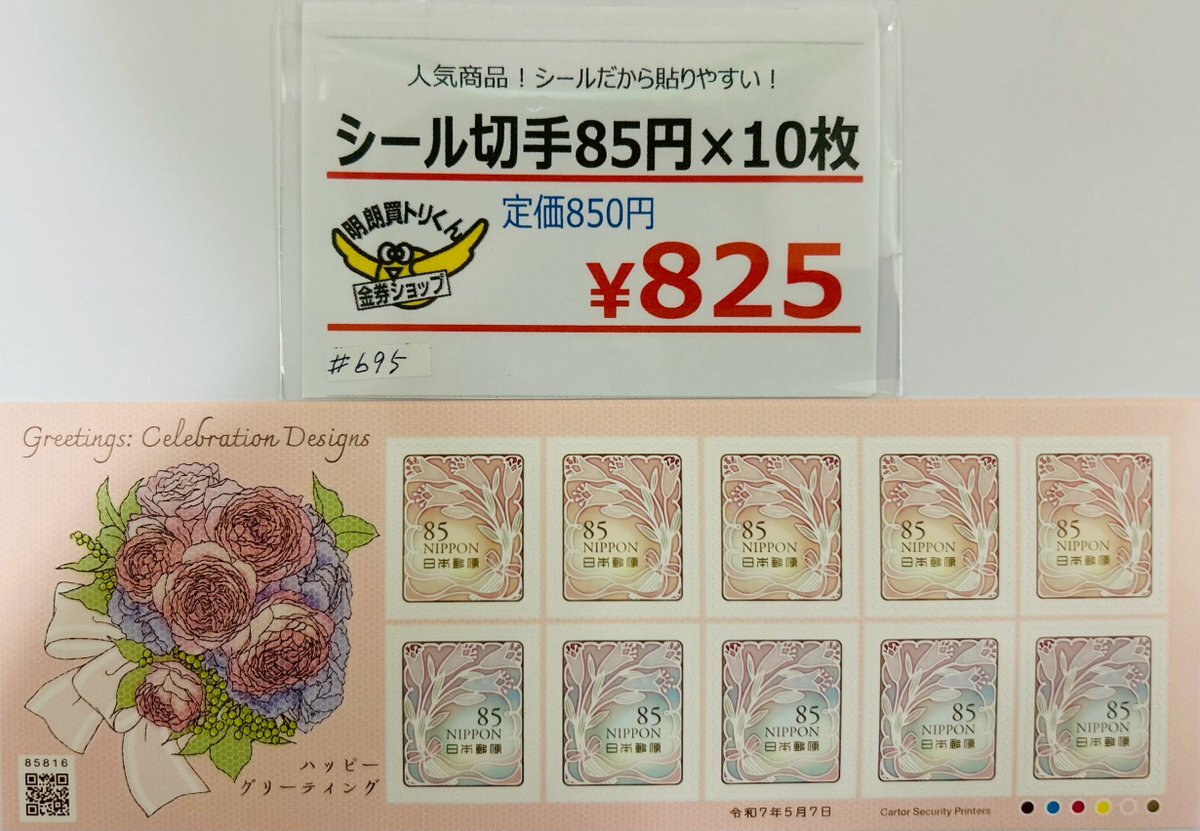 人気商品！シールだから貼りやすい！
シール切手85円×10枚
定価850円
明朗買トリくん
金券ショップ
¥825
#695
Greetings: Celebration Designs
85
NIPPON
日本郵便
85
NIPPON
日本郵便
85
NIPPON
日本郵便
85
NIPPON
日本郵便
85
NIPPON
日本郵便
85
NIPPON
日本郵便
85
NIPPON
日本郵便
85
NIPPON
日本郵便
85
NIPPON
日本郵便
85
NIPPON
日本郵便
85816
ハッピー
グリーティング
令和7年5月7日
Cartor Security Printers